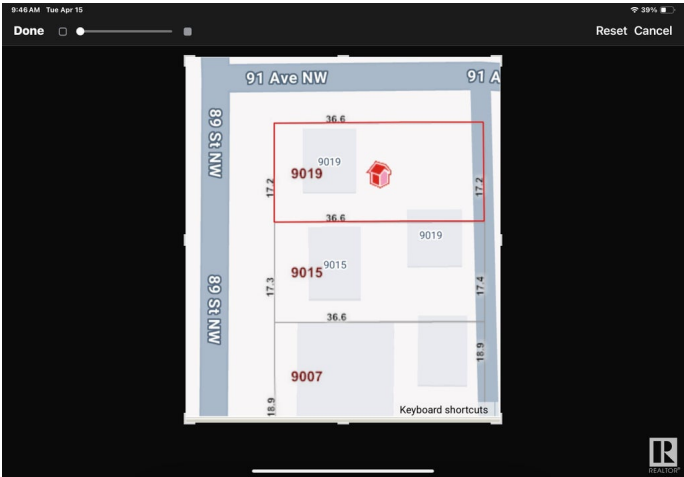 9:46 AM Tue Apr 15
39%
Done
Reset Cancel
91 Ave NW
91 A
89 St NW
36.6
9019
9019
17.2
17.2
36.6
9019
9015
9015
17.3
17.4
89 St NW
36.6
18.9
9007
18.9
Keyboard shortcuts
R
REALTOR®